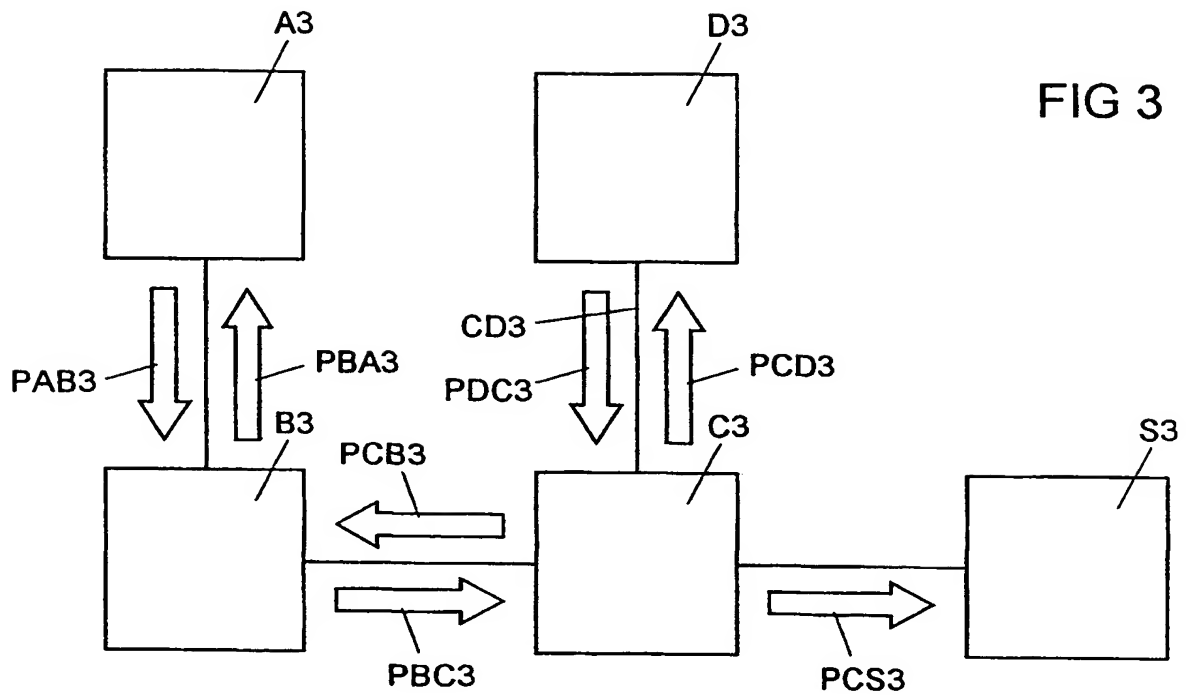 A3
D3
FIG 3
CD3
PAB3
PBA3
PDC3
PCD3
B3
PCB3
C3
S3
PBC3
PCS3